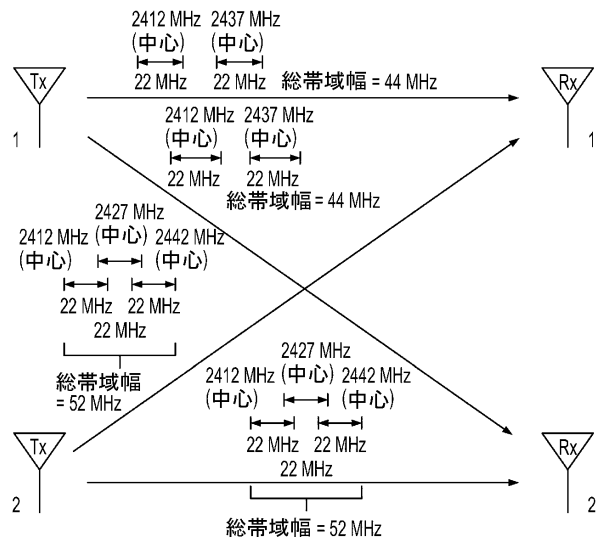 2412 MHz 2437 MHz
(中心) (中心)
Tx Rx
22 MHz 22 MHz 総帯域幅 = 44 MHz
1 1
2412 MHz 2437 MHz
(中心) (中心)
22 MHz 22 MHz
総帯域幅 = 44 MHz
2427 MHz
2412 MHz (中心) 2442 MHz
(中心) (中心)
22 MHz 22 MHz
22 MHz
総帯域幅
= 52 MHz
2427 MHz
2412 MHz (中心) 2442 MHz
(中心) (中心)
22 MHz 22 MHz
22 MHz
Tx Rx
2 2
総帯域幅 = 52 MHz